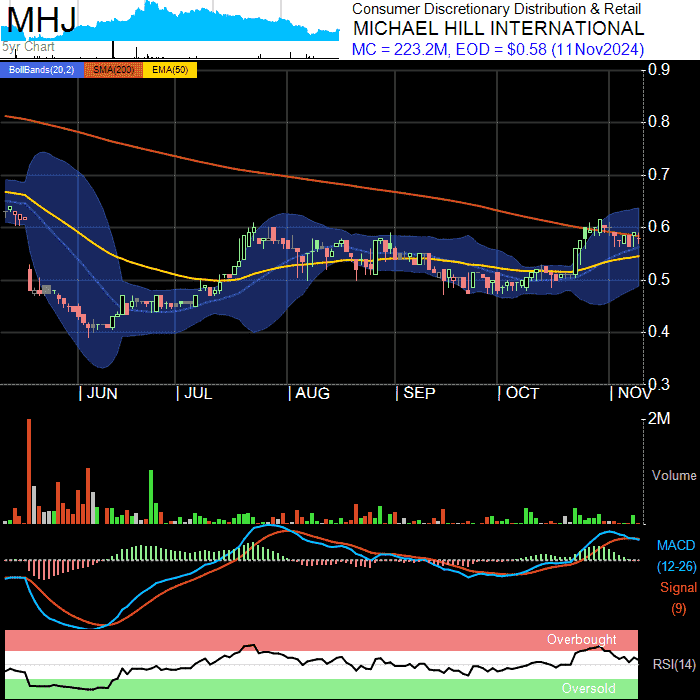 MHJ
5yr Chart
Consumer Discretionary Distribution & Retail
MICHAEL HILL INTERNATIONAL
MC = 223.2M, EOD = $0.58 (11Nov2024)
BollBands(20,2) SMA(200) EMA(50)
0.9
0.8
0.7
0.6
0.5
0.4
0.3
JUN JUL AUG SEP OCT NOV
2M
Volume
MACD
(12-26)
Signal
(9)
Overbought
RSI(14)
Oversold